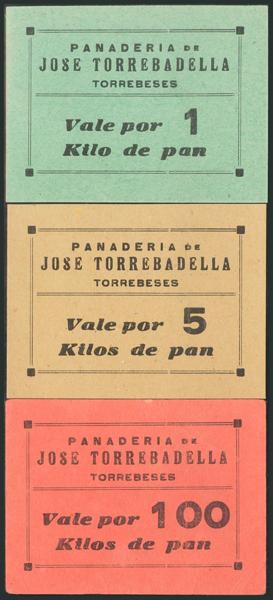 PANADERIA DE
JOSE TORREBADELLA
TORREBESES
Vale por 1
Kilo de pan
PANADERIA DE
JOSE TORREBADELLA
TORREBESES
Vale por 5
Kilos de pan
PANADERIA DE
JOSE TORREBADELLA
TORREBESES
Vale por 100
Kilos de pan